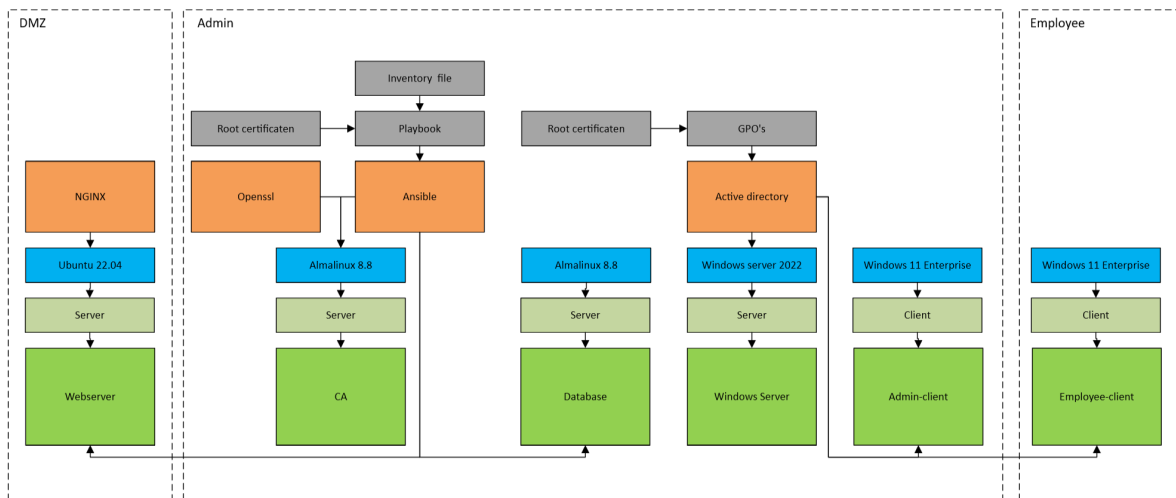 DMZ
Admin
Employee
Inventory file
Root certificaten
Playbook
Root certificaten
GPO's
NGINX
Openssl
Ansible
Active directory
Ubuntu 22.04
Almalinux 8.8
Almalinux 8.8
Windows server 2022
Windows 11 Enterprise
Windows 11 Enterprise
Server
Server
Server
Server
Client
Client
Webserver
CA
Database
Windows Server
Admin-client
Employee-client